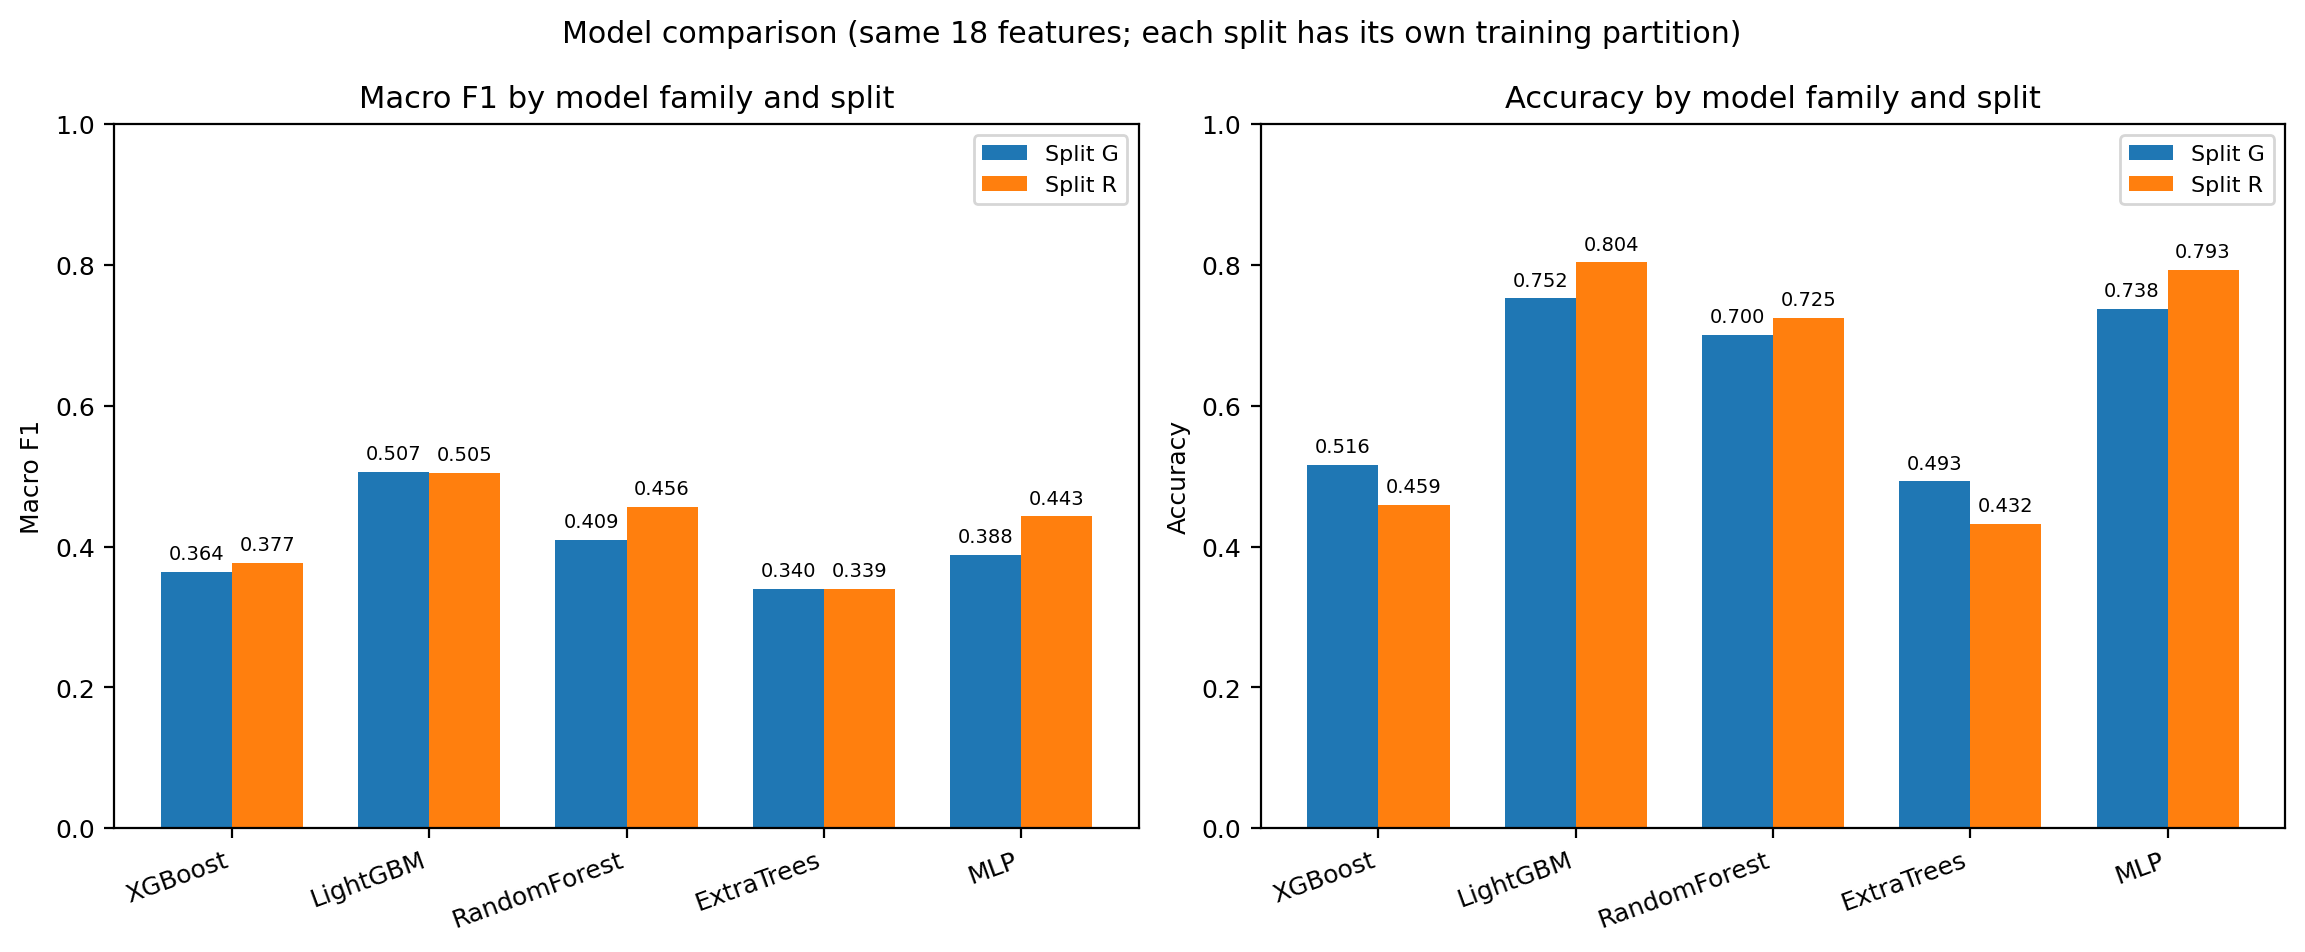 Model comparison (same 18 features; each split has its own training partition)
Macro F1 by model family and split
Macro F1
1.0
0.8
0.6
0.4
0.2
0.0
Split G
Split R
0.364
0.377
0.507
0.505
0.409
0.456
0.340
0.339
0.388
0.443
XGBoost
LightGBM
RandomForest
ExtraTrees
MLP
Accuracy by model family and split
Accuracy
1.0
0.8
0.6
0.4
0.2
0.0
Split G
Split R
0.516
0.459
0.752
0.804
0.700
0.725
0.493
0.432
0.738
0.793
XGBoost
LightGBM
RandomForest
ExtraTrees
MLP